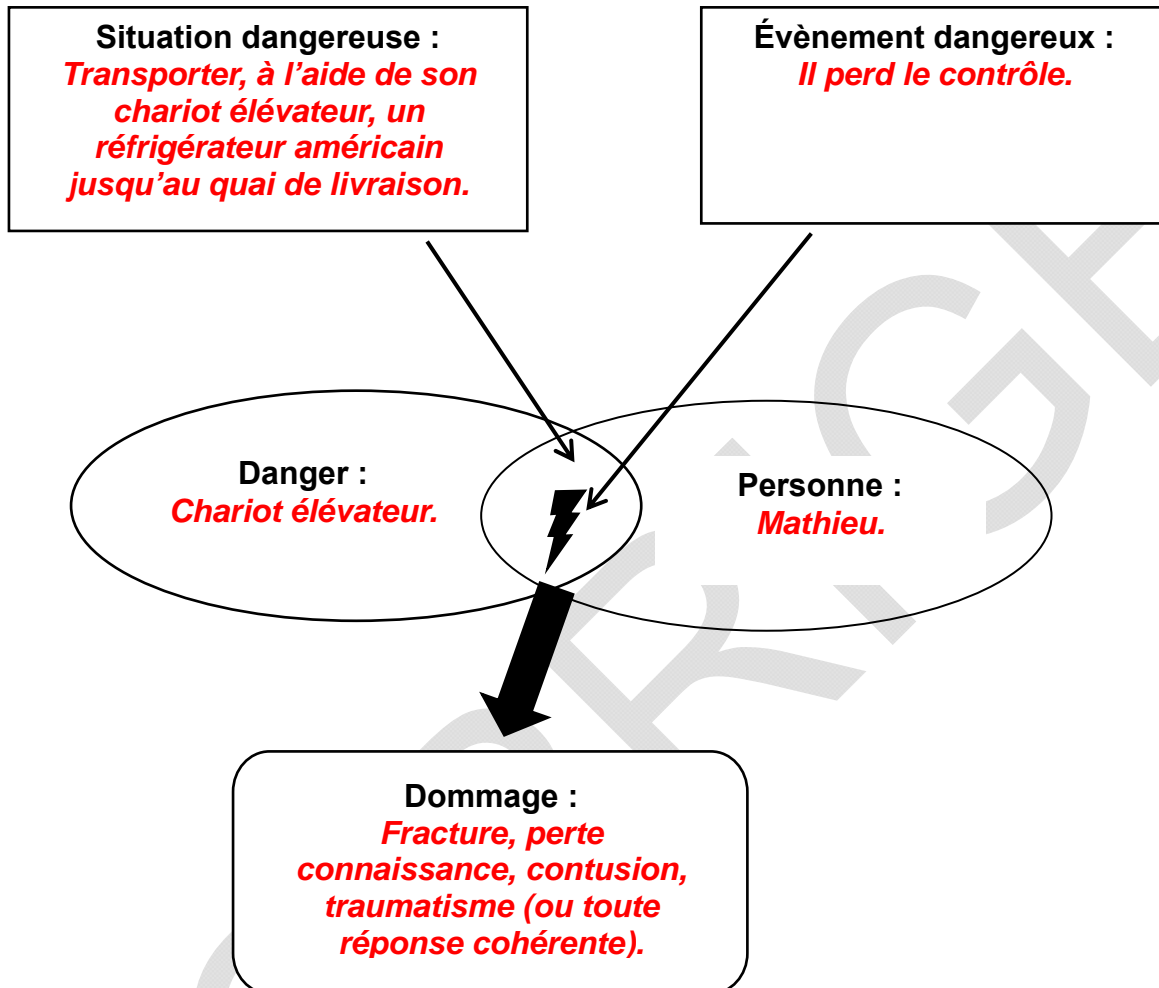 Situation dangereuse :
Transporter, à l’aide de son
chariot élévateur, un
réfrigérateur américain
jusqu’au quai de livraison.
Évènement dangereux :
Il perd le contrôle.
Danger :
Chariot élévateur.
Personne :
Mathieu.
Dommage :
Fracture, perte
connaissance, contusion,
traumatisme (ou toute
réponse cohérente).